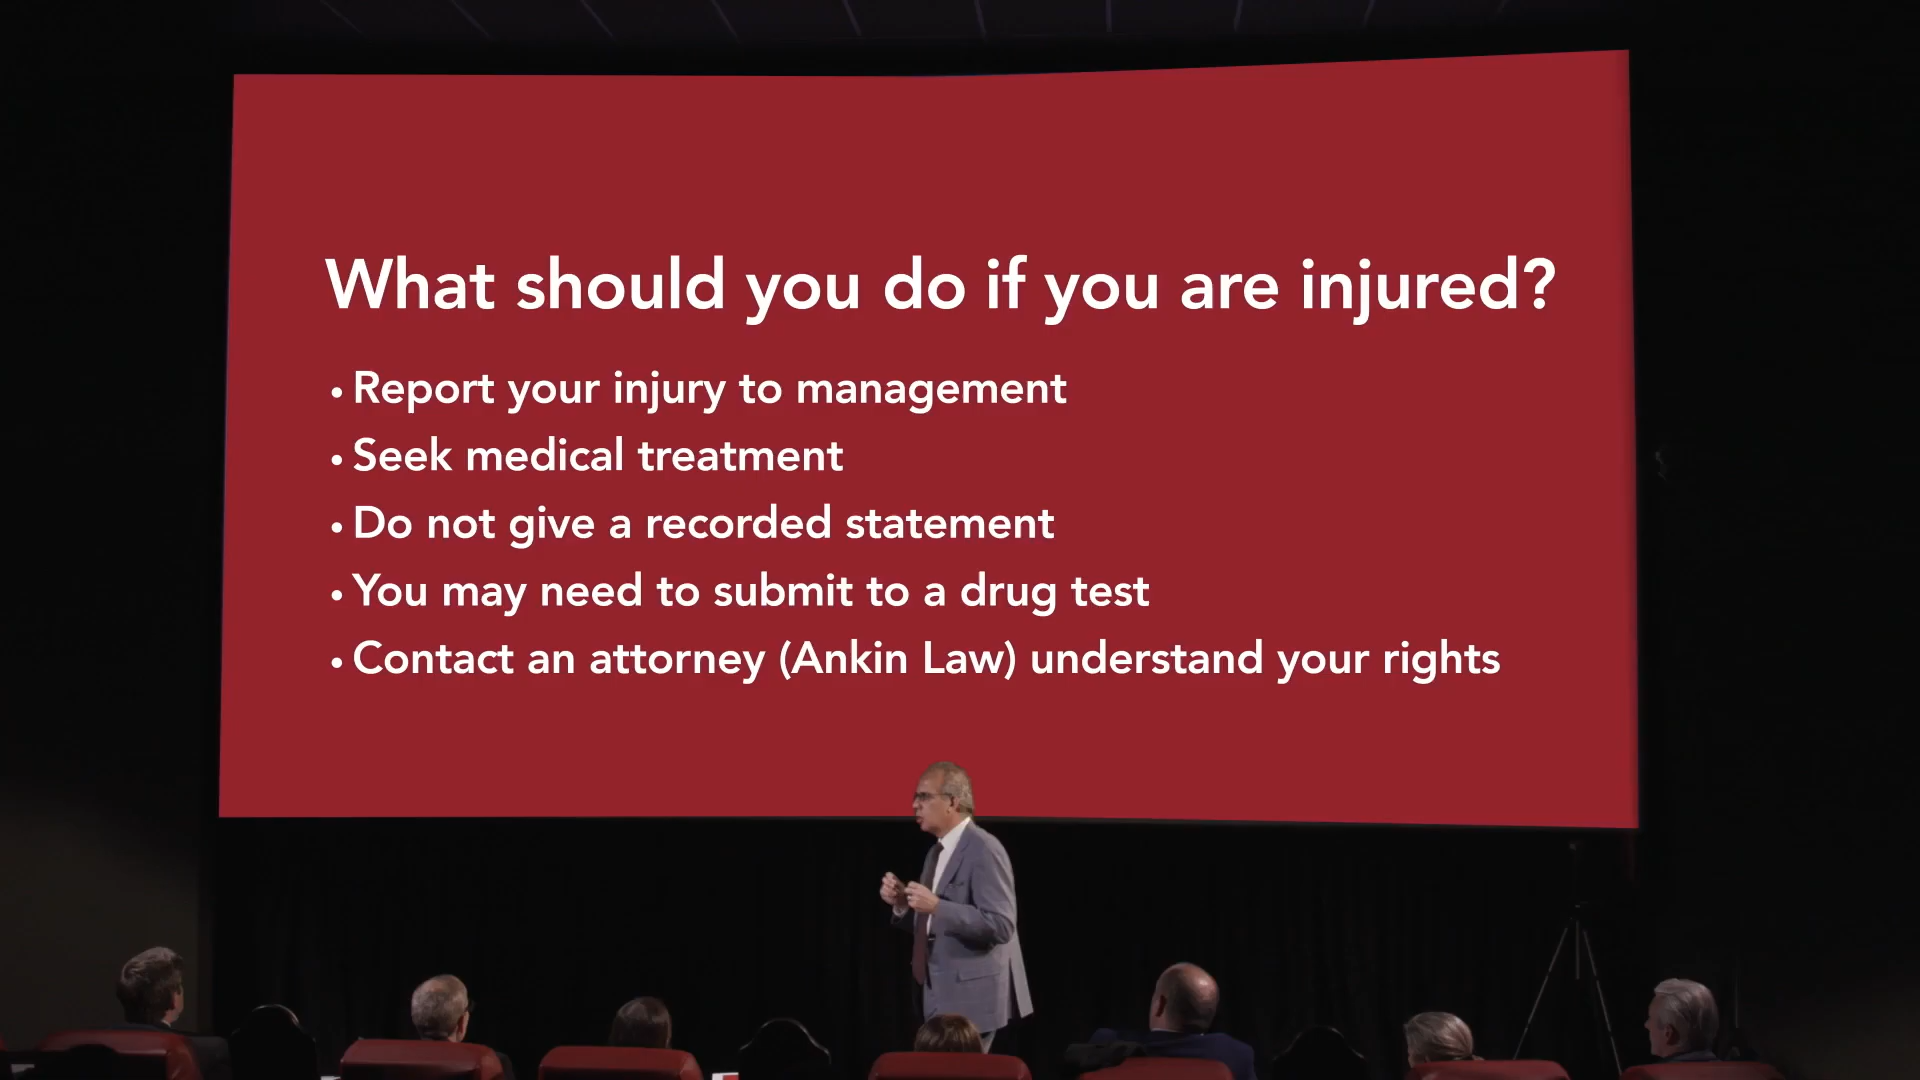 What should you do if you are injured?
• Report your injury to management
• Seek medical treatment
• Do not give a recorded statement
• You may need to submit to a drug test
• Contact an attorney (Ankin Law) understand your rights